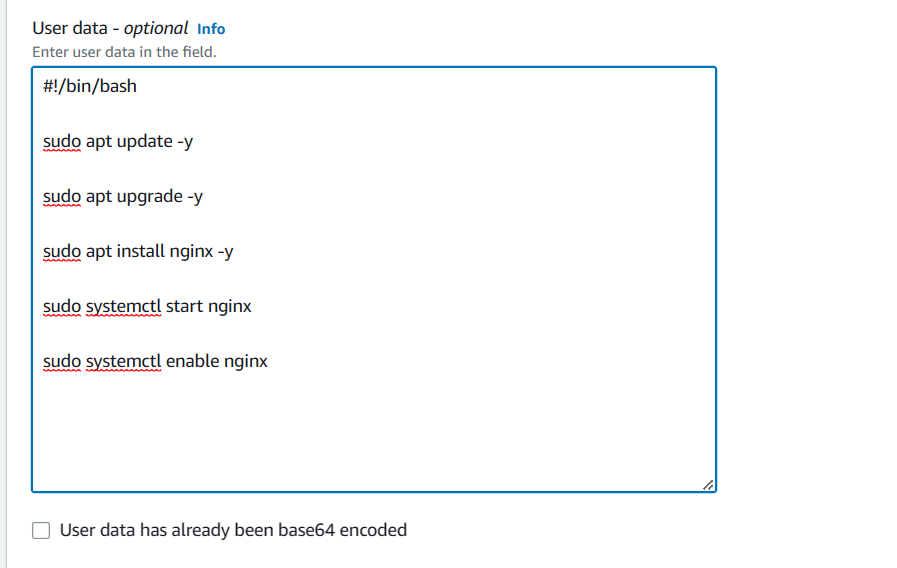 User data - optional Info
Enter user data in the field.
#!/bin/bash
sudo apt update -y
sudo apt upgrade -y
sudo apt install nginx -y
sudo systemctl start nginx
sudo systemctl enable nginx
User data has already been base64 encoded